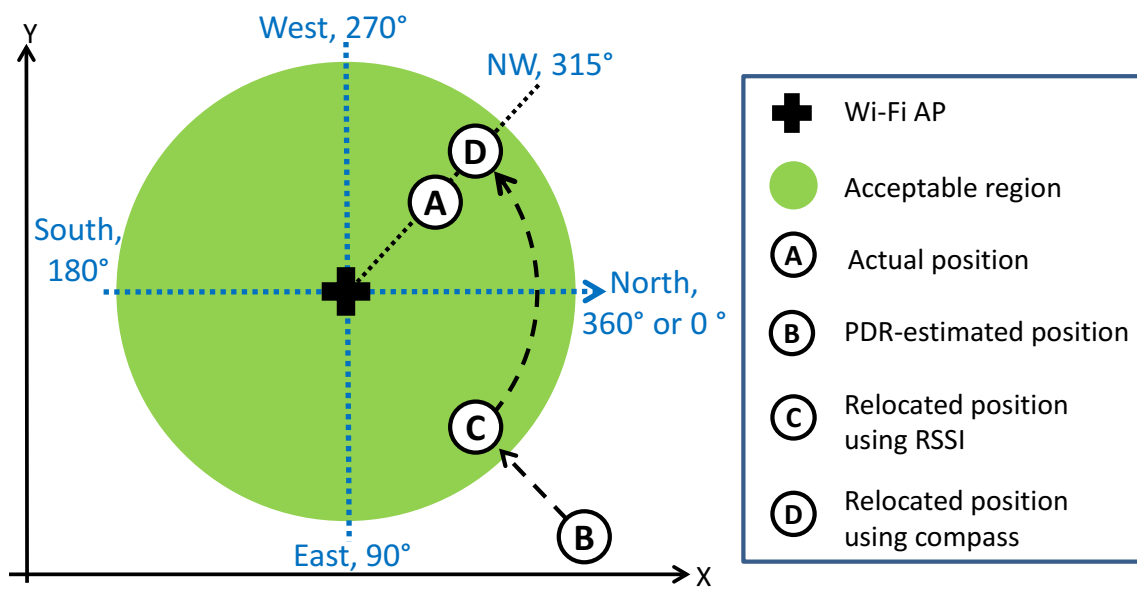 Y
West, 270°
NW, 315°
D
A
South,
180°
North,
360° or 0 °
C
B
East, 90°
X
Wi-Fi AP
Acceptable region
A
Actual position
B
PDR-estimated position
C
Relocated position
using RSSI
D
Relocated position
using compass